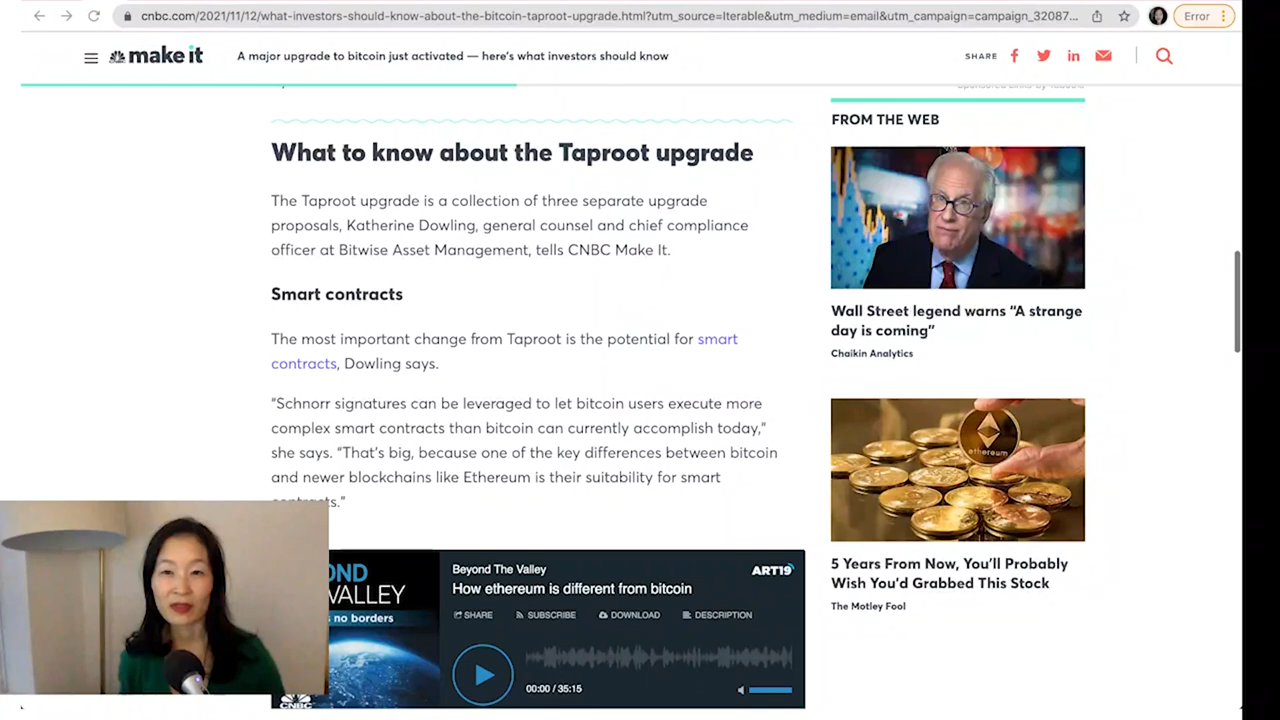 cnbc.com/2021/11/12/what-investors-should-know-about-the-bitcoin-taproot-upgrade.html?utm_source=Iterable&utm_medium=email&utm_campaign=campaign_32087...
Error
make it
A major upgrade to bitcoin just activated — here's what investors should know
SHARE
What to know about the Taproot upgrade
The Taproot upgrade is a collection of three separate upgrade
proposals, Katherine Dowling, general counsel and chief compliance
officer at Bitwise Asset Management, tells CNBC Make It.
Smart contracts
The most important change from Taproot is the potential for smart
contracts, Dowling says.
“Schnorr signatures can be leveraged to let bitcoin users execute more
complex smart contracts than bitcoin can currently accomplish today,”
she says. “That’s big, because one of the key differences between bitcoin
and newer blockchains like Ethereum is their suitability for smart
contracts.”
OND
VALLEY
s no borders
CNBC
Beyond The Valley
ART19
How ethereum is different from bitcoin
SHARE
SUBSCRIBE
DOWNLOAD
DESCRIPTION
00:00 / 35:15
FROM THE WEB
Wall Street legend warns “A strange
day is coming”
Chaikin Analytics
ethereum
5 Years From Now, You’ll Probably
Wish You’d Grabbed This Stock
The Motley Fool